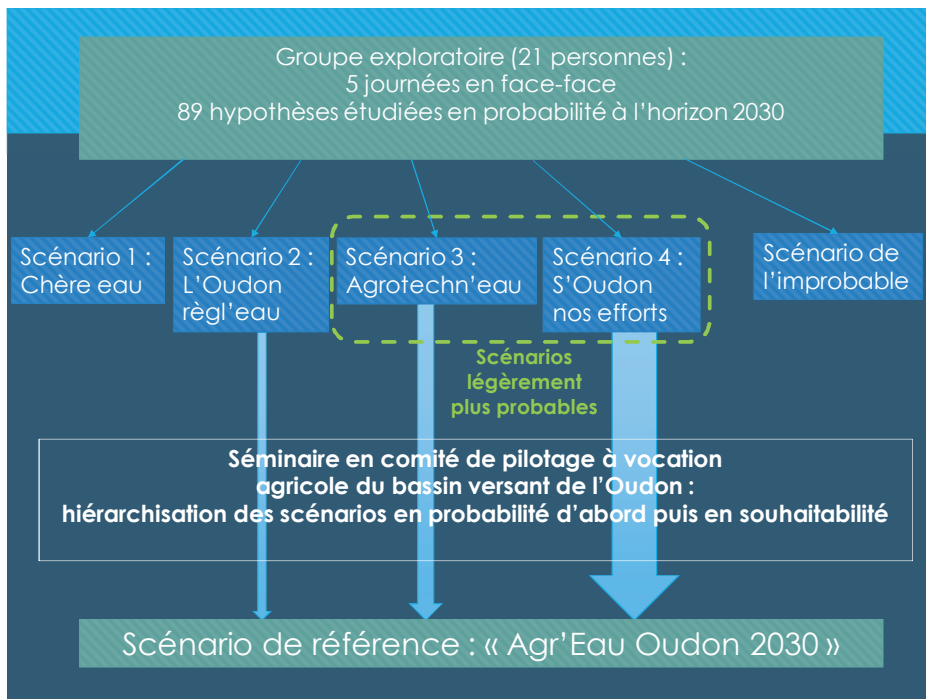 Groupe exploratoire (21 personnes) :
5 journées en face-face
89 hypothèses étudiées en probabilité à l'horizon 2030
Scénario 1 :
Chère eau
Scénario 2 :
L'Oudon
règl'eau
Scénario 3 :
Agrotechn'eau
Scénario 4 :
S'Oudon
nos efforts
Scénario de
l'improbable
Scénarios
légèrement
plus probables
Séminaire en comité de pilotage à vocation
agricole du bassin versant de l'Oudon :
hiérarchisation des scénarios en probabilité d'abord puis en souhaitabilité
Scénario de référence : « Agr'Eau Oudon 2030 »